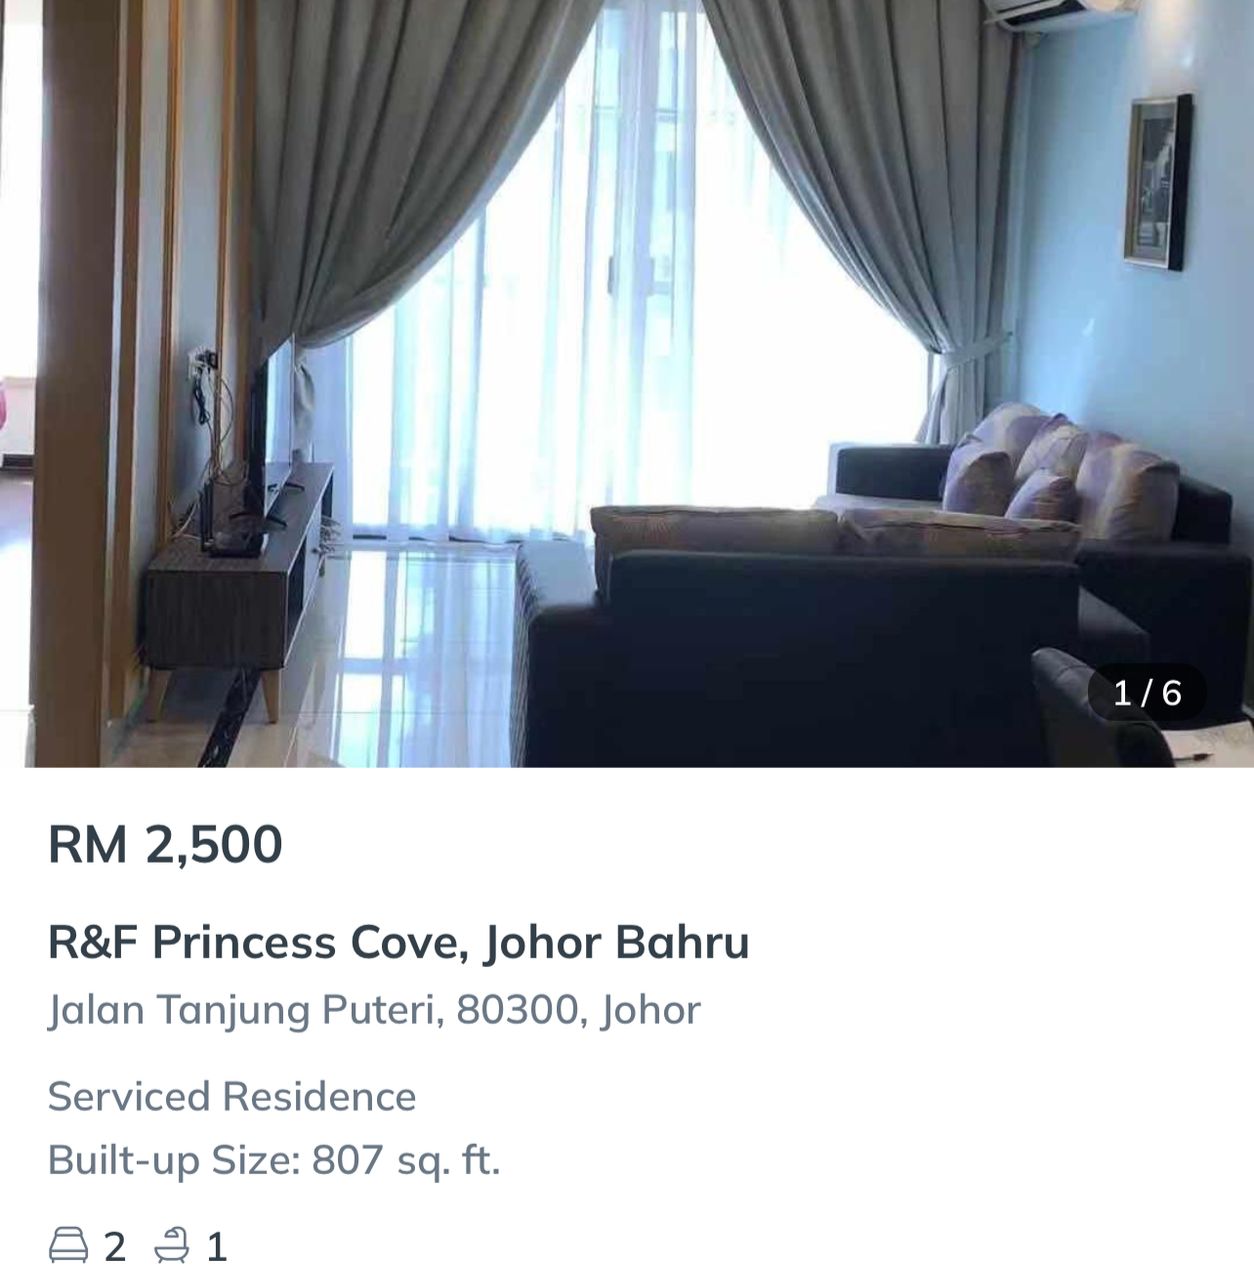 1 / 6
RM 2,500
R&F Princess Cove, Johor Bahru
Jalan Tanjung Puteri, 80300, Johor
Serviced Residence
Built-up Size: 807 sq. ft.
2 1